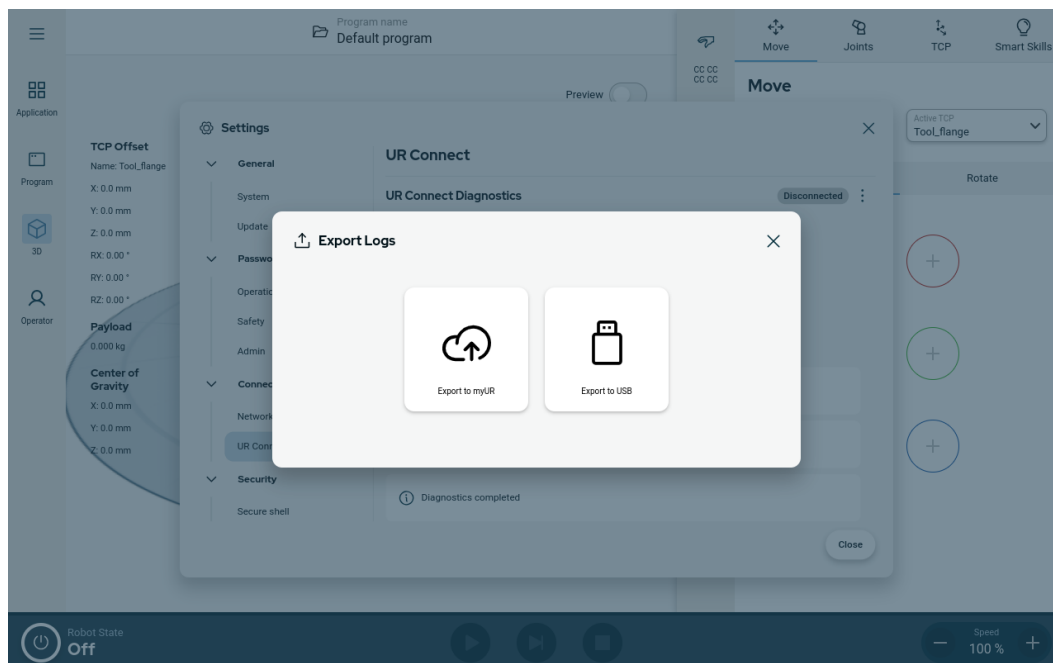 Program name
Default program
Move
Joints
TCP
Smart Skills
CC CC
CC CC
Application
Preview
Move
Settings
Active TCP
Tool_flange
TCP Offset
Name: Tool_flange
UR Connect
General
Program
Rotate
X: 0.0 mm
System
UR Connect Diagnostics
Disconnected
Y: 0.0 mm
Update
Z: 0.0 mm
Export Logs
3D
RX: 0.00 °
Passwo
RY: 0.00 °
Operatio
RZ: 0.00 °
Operator
Safety
Payload
0.000 kg
Admin
Center of
Gravity
Connec
Export to myUR
Export to USB
X: 0.0 mm
Network
Y: 0.0 mm
UR Conn
Z: 0.0 mm
Security
Diagnostics completed
Secure shell
Close
Robot State
Off
Speed
100 %